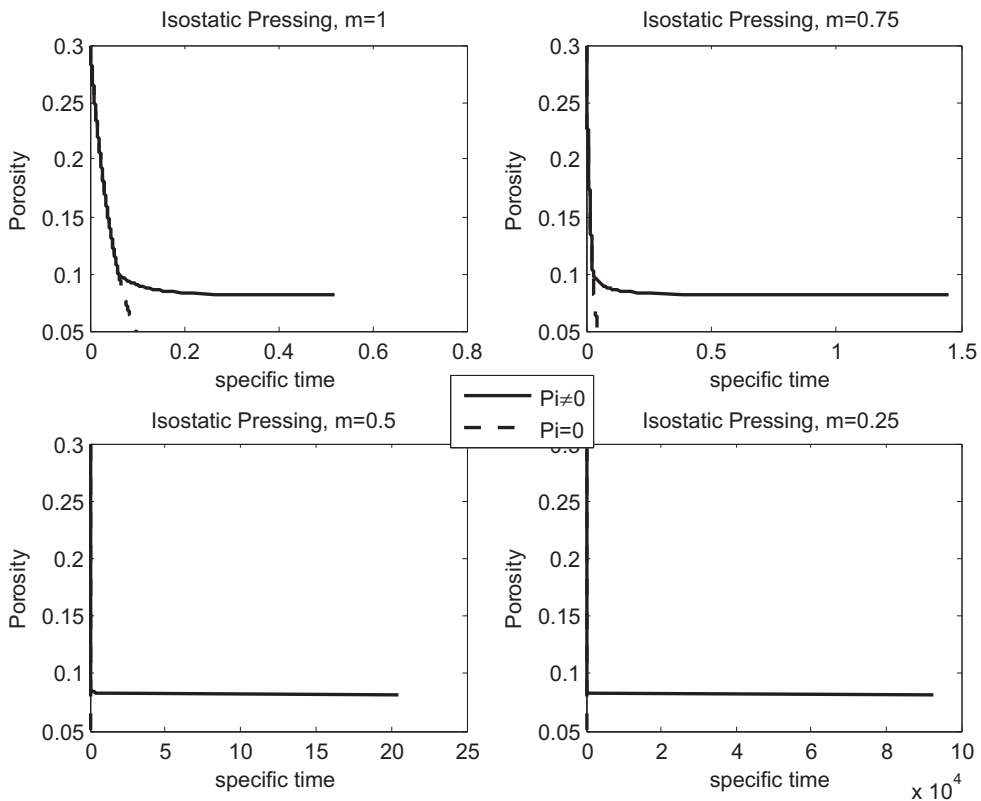 Isostatic Pressing, m=1
0.3
0.25
0.2
0.15
0.1
0.05
Porosity
0 0.2 0.4 0.6 0.8
specific time
Isostatic Pressing, m=0.75
0.3
0.25
0.2
0.15
0.1
0.05
Porosity
0 0.5 1 1.5
specific time
Pi≠0
Pi=0
Isostatic Pressing, m=0.5
0.3
0.25
0.2
0.15
0.1
0.05
Porosity
0 5 10 15 20 25
specific time
Isostatic Pressing, m=0.25
0.3
0.25
0.2
0.15
0.1
0.05
Porosity
0 2 4 6 8 10
specific time
x 10⁴